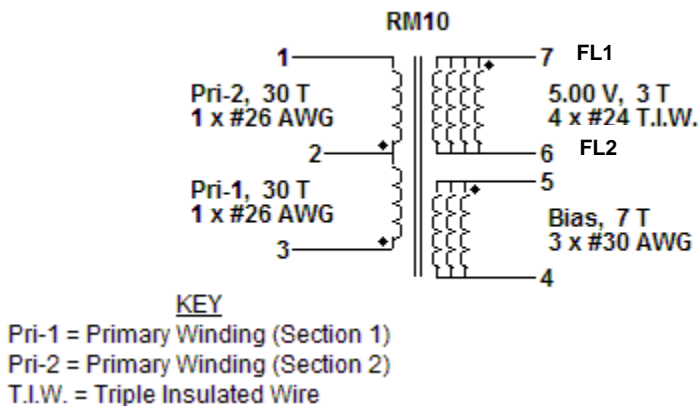 RM10
1
Pri-2, 30 T
1 x #26 AWG
2
Pri-1, 30 T
1 x #26 AWG
3
7 FL1
5.00 V, 3 T
4 x #24 T.I.W.
6 FL2
5
Bias, 7 T
3 x #30 AWG
4
KEY
Pri-1 = Primary Winding (Section 1)
Pri-2 = Primary Winding (Section 2)
T.I.W. = Triple Insulated Wire